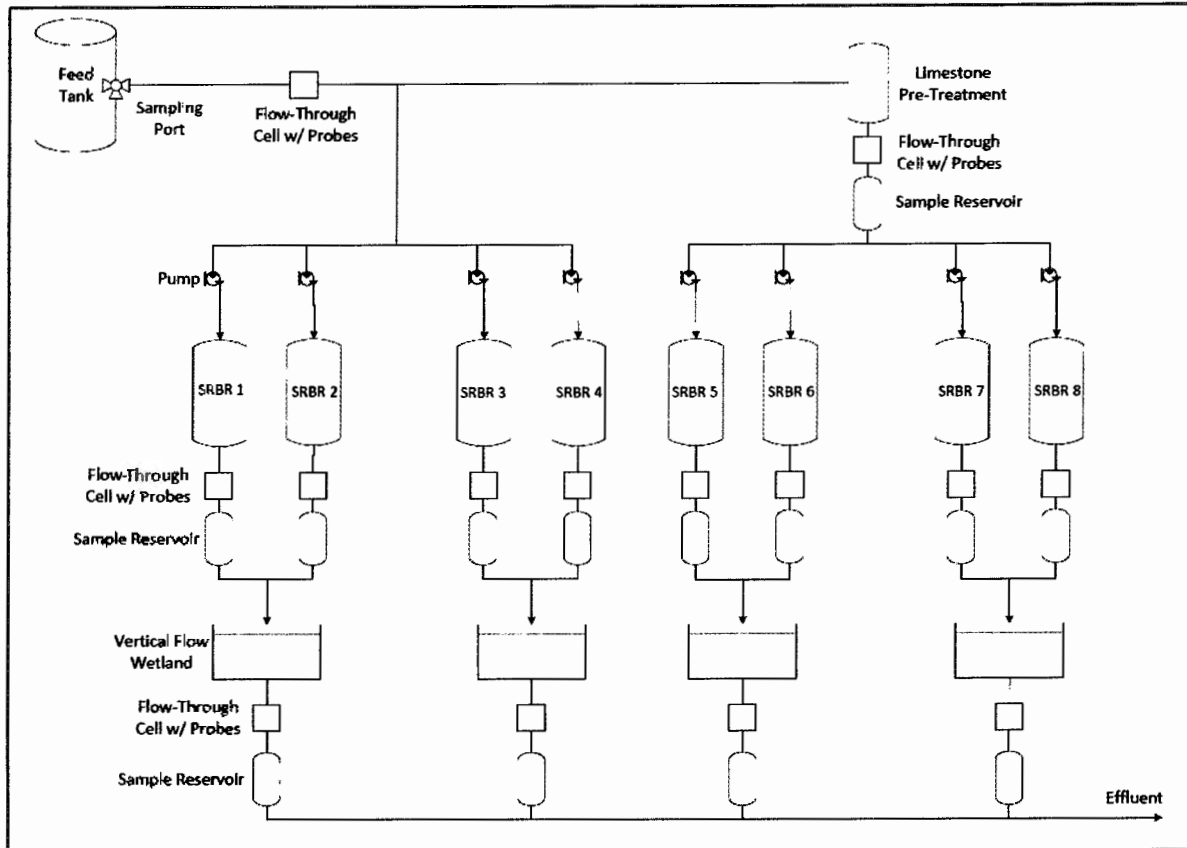 Feed
Tank
Sampling
Port
Flow-Through
Cell w/ Probes
Limestone
Pre-Treatment
Flow-Through
Cell w/ Probes
Sample Reservoir
Pump
SRBR 1
SRBR 2
SRBR 3
SRBR 4
SRBR 5
SRBR 6
SRBR 7
SRBR 8
Flow-Through
Cell w/ Probes
Sample Reservoir
Vertical Flow
Wetland
Flow-Through
Cell w/ Probes
Sample Reservoir
Effluent